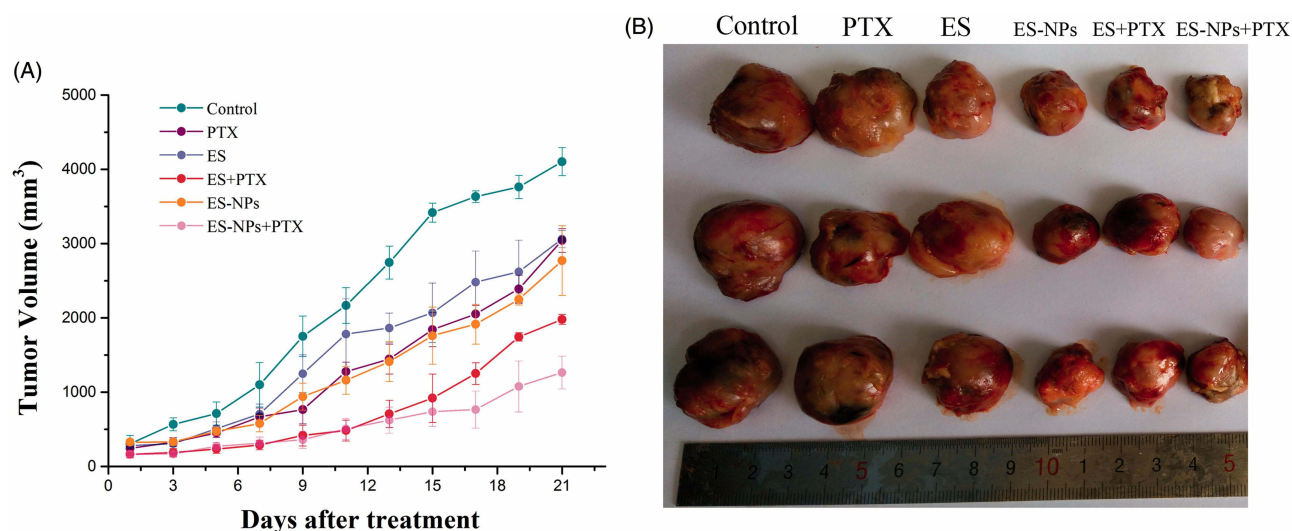 (A)
Tumor Volume (mm³)
5000
4000
3000
2000
1000
0
Control
PTX
ES
ES+PTX
ES-NPs
ES-NPs+PTX
0 3 6 9 12 15 18 21
Days after treatment
(B)
Control PTX ES ES-NPs ES+PTX ES-NPs+PTX
1 2 3 4 5 6 7 8 9 10 1 2 3 4 5
mm